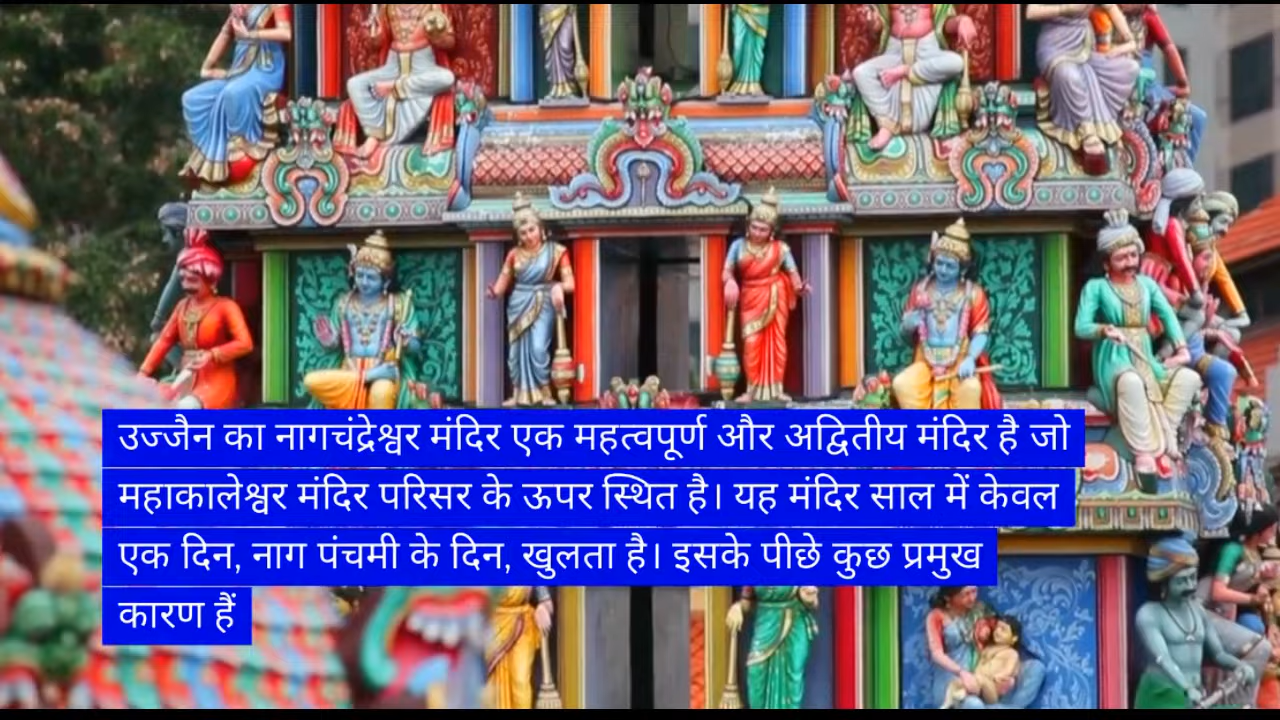 उज्जैन का नागचंद्रेश्वर मंदिर एक महत्वपूर्ण और अद्वितीय मंदिर है जो
महाकालेश्वर मंदिर परिसर के ऊपर स्थित है। यह मंदिर साल में केवल
एक दिन, नाग पंचमी के दिन, खुलता है। इसके पीछे कुछ प्रमुख
कारण हैं